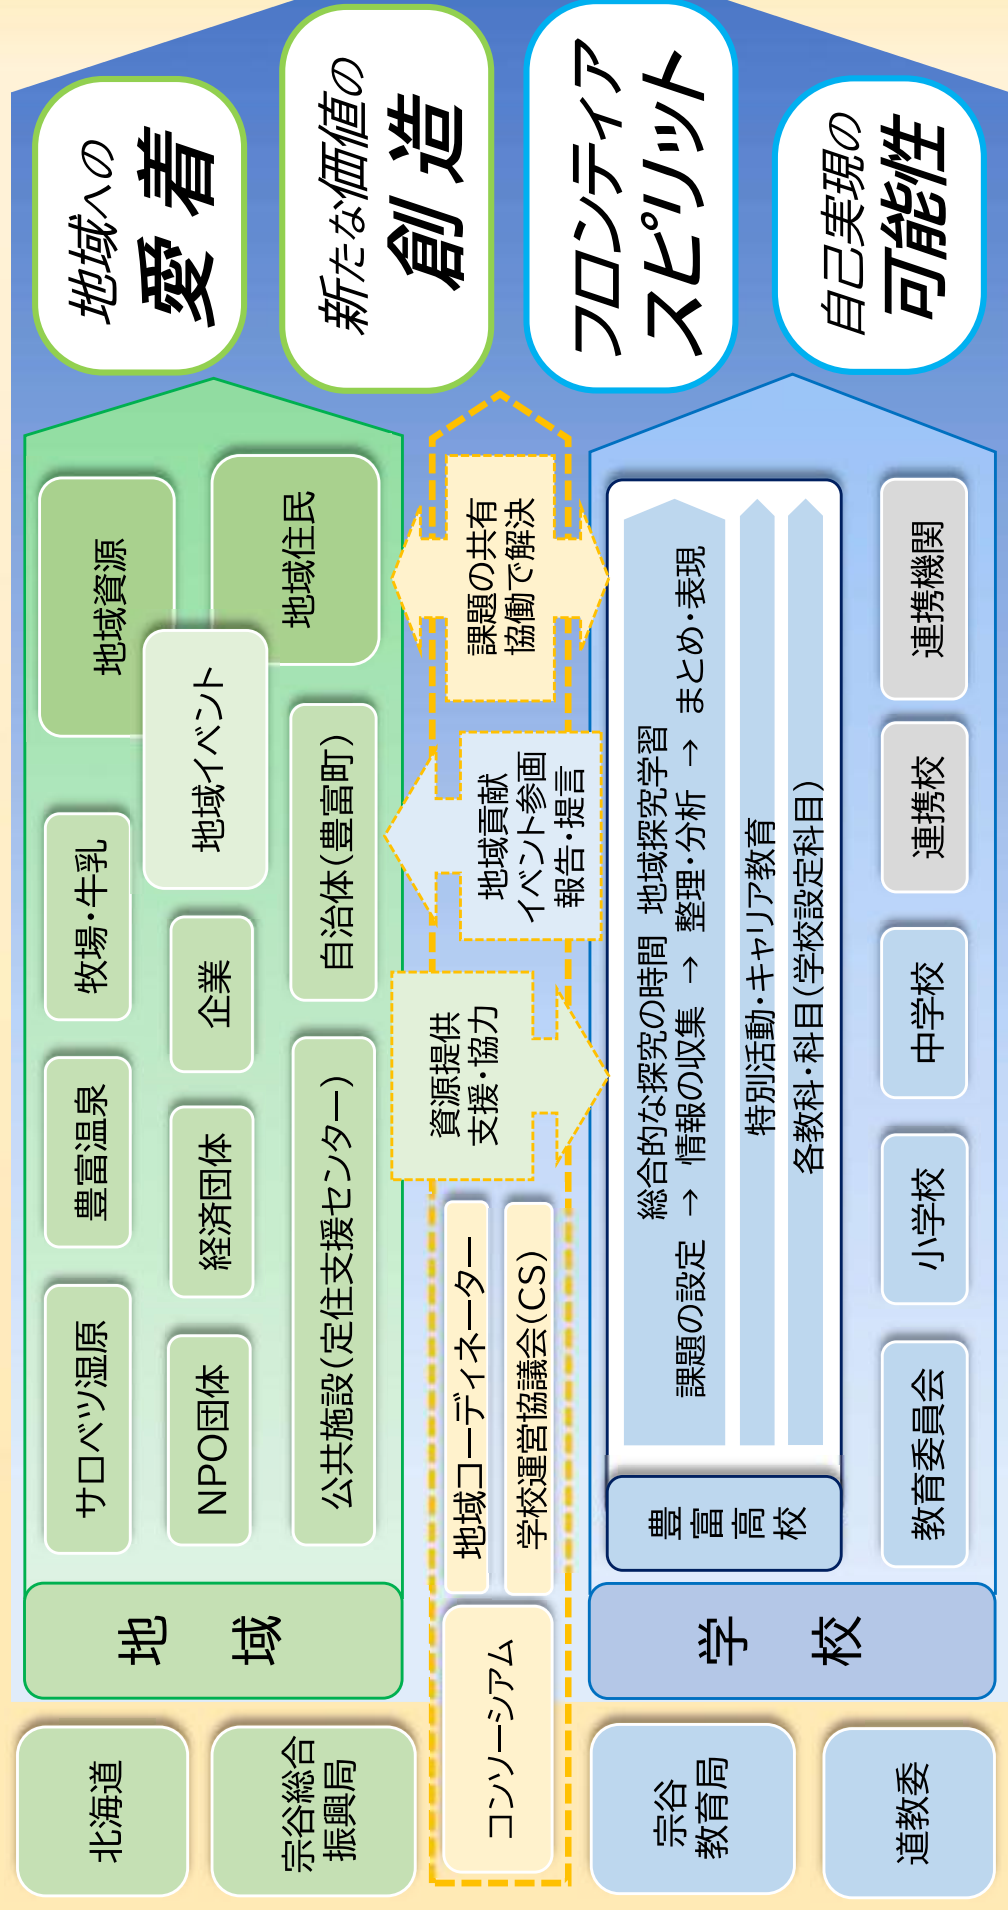 地域への
愛着
新たな価値の
創造
フロンティア
スピリット
自己実現の
可能性
地域
サロベツ湿原
豊富温泉
牧場・牛乳
地域資源
NPO団体
経済団体
企業
地域イベント
地域住民
公共施設（定住支援センター）
自治体（豊富町）
北海道
宗谷総合
振興局
コンソーシアム
地域コーディネーター
学校運営協議会（CS）
資源提供
支援・協力
地域貢献
イベント参画
報告・提言
課題の共有
協働で解決
学校
豊富高校
総合的な探究の時間 地域探究学習
課題の設定 → 情報の収集 → 整理・分析 → まとめ・表現
特別活動・キャリア教育
各教科・科目（学校設定科目）
教育委員会
小学校
中学校
連携校
連携機関
宗谷
教育局
道教委